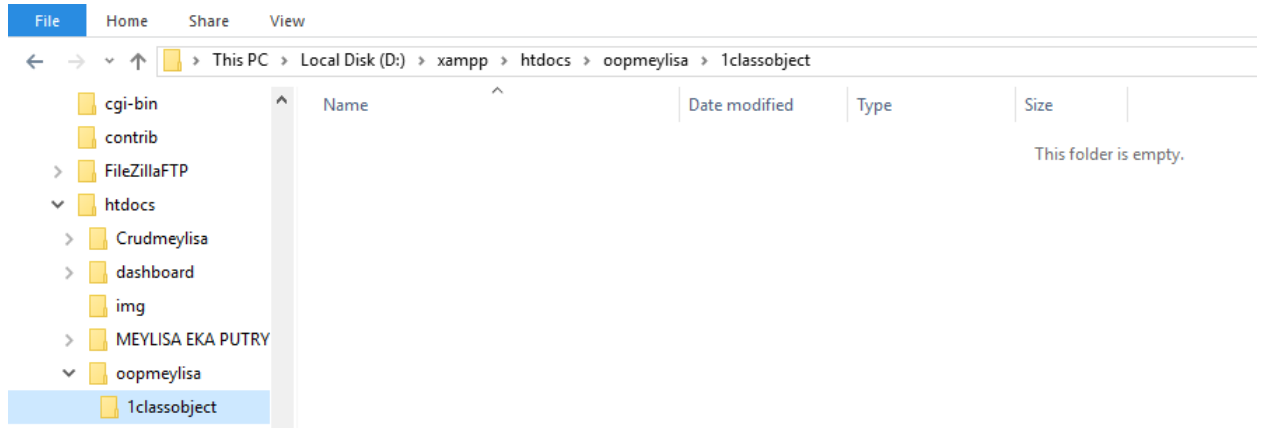 File Home Share View
This PC > Local Disk (D:) > xampp > htdocs > oopmeylisa > 1classobject
Name Date modified Type Size
This folder is empty.
cgi-bin
contrib
FileZillaFTP
htdocs
Crudmeylisa
dashboard
img
MEYLISA EKA PUTRY
oopmeylisa
1classobject